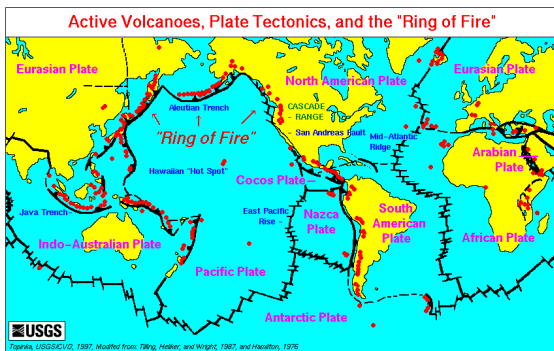 Active Volcanoes, Plate Tectonics, and the "Ring of Fire"
Eurasian Plate
North American Plate
Eurasian Plate
Aleutian Trench
CASCADE
RANGE
"Ring of Fire"
San Andreas Fault
Mid-Atlantic
Ridge
Arabian
Plate
Hawaiian "Hot Spot"
Cocos Plate
Java Trench
East Pacific
Rise
Nazca
Plate
South
American
Plate
African Plate
Indo-Australian Plate
Pacific Plate
Antarctic Plate
USGS
Topinka, USGS/CVO, 1997, Modified from: Tilling, Heliker, and Wright, 1987, and Hamilton, 1976